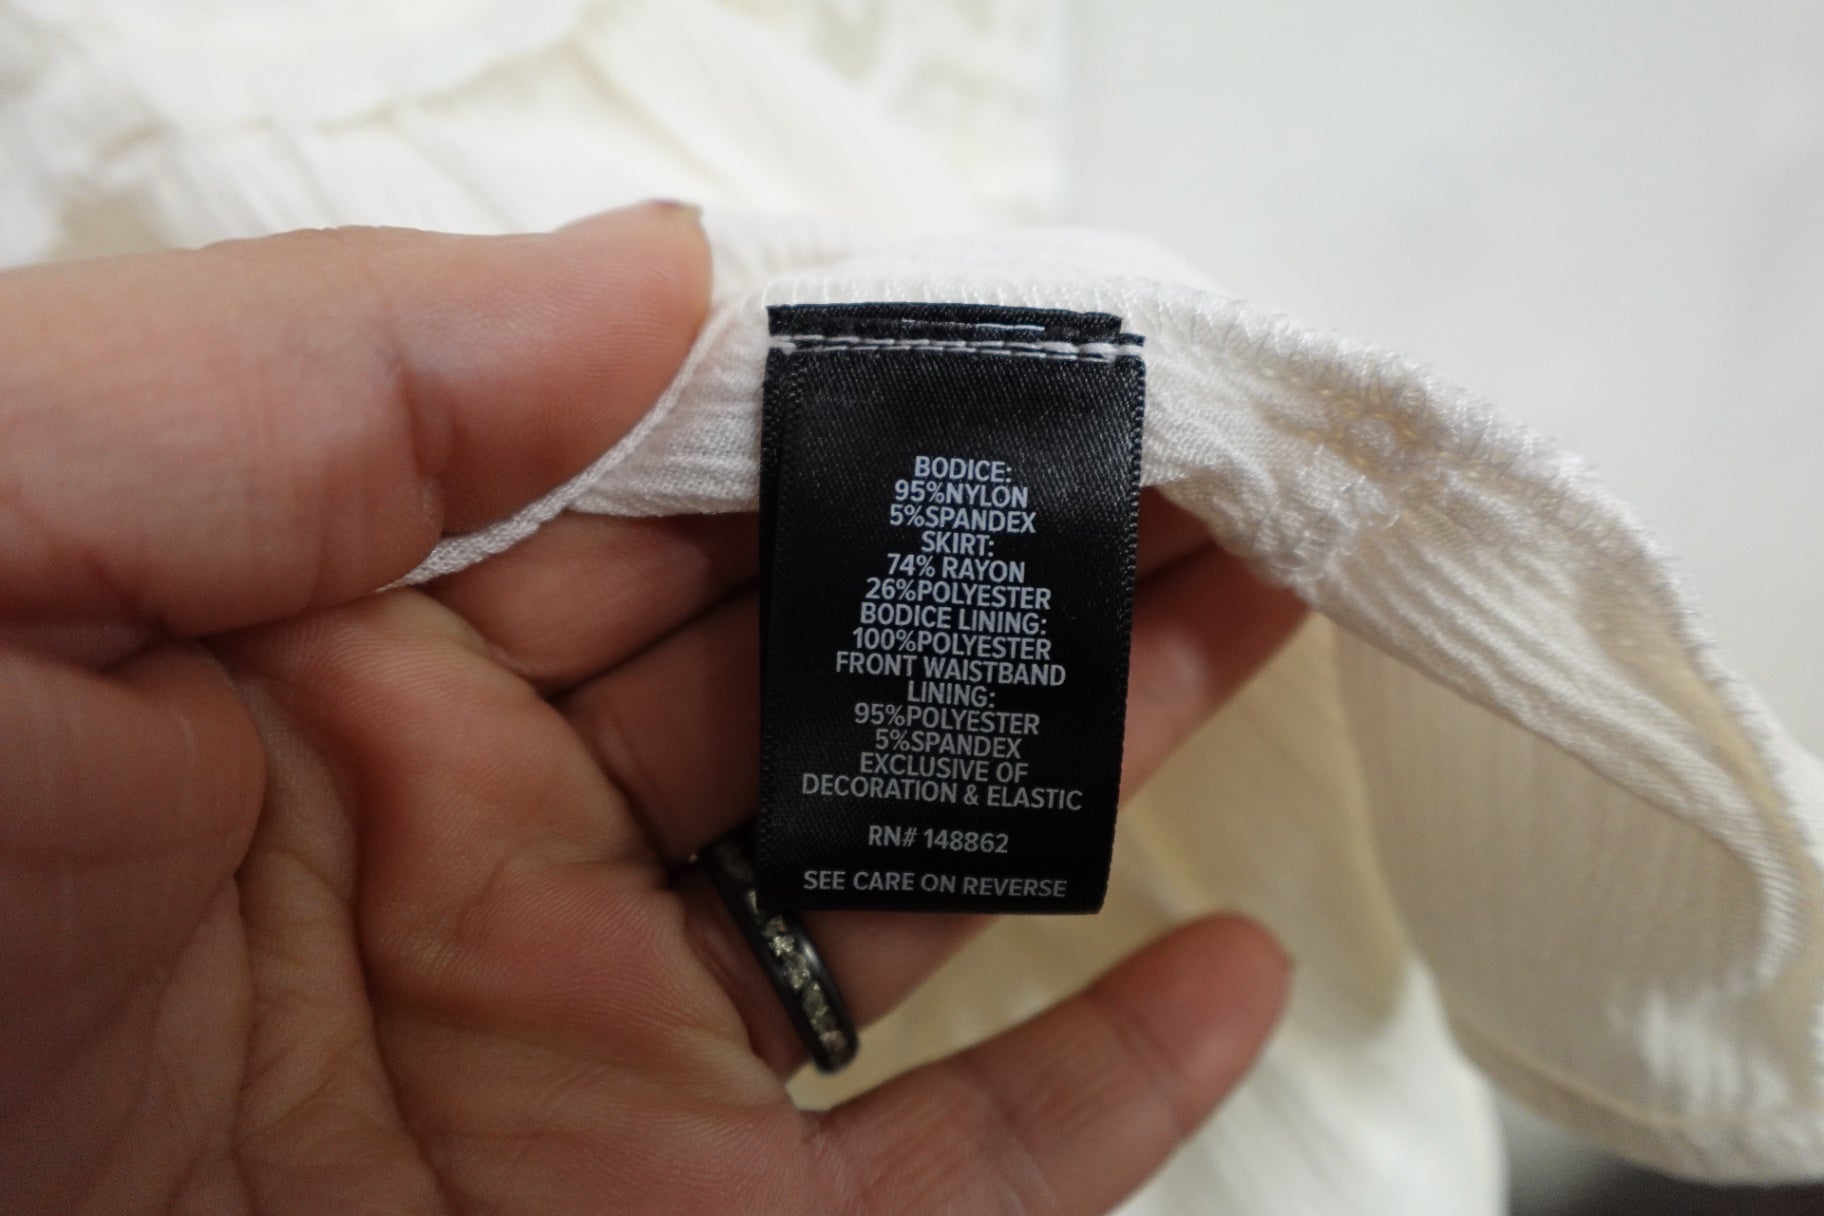 BODICE:
95%NYLON
5%SPANDEX
SKIRT:
74% RAYON
26%POLYESTER
BODICE LINING:
100%POLYESTER
FRONT WAISTBAND
LINING:
95%POLYESTER
5%SPANDEX
EXCLUSIVE OF
DECORATION & ELASTIC
RN# 148862
SEE CARE ON REVERSE